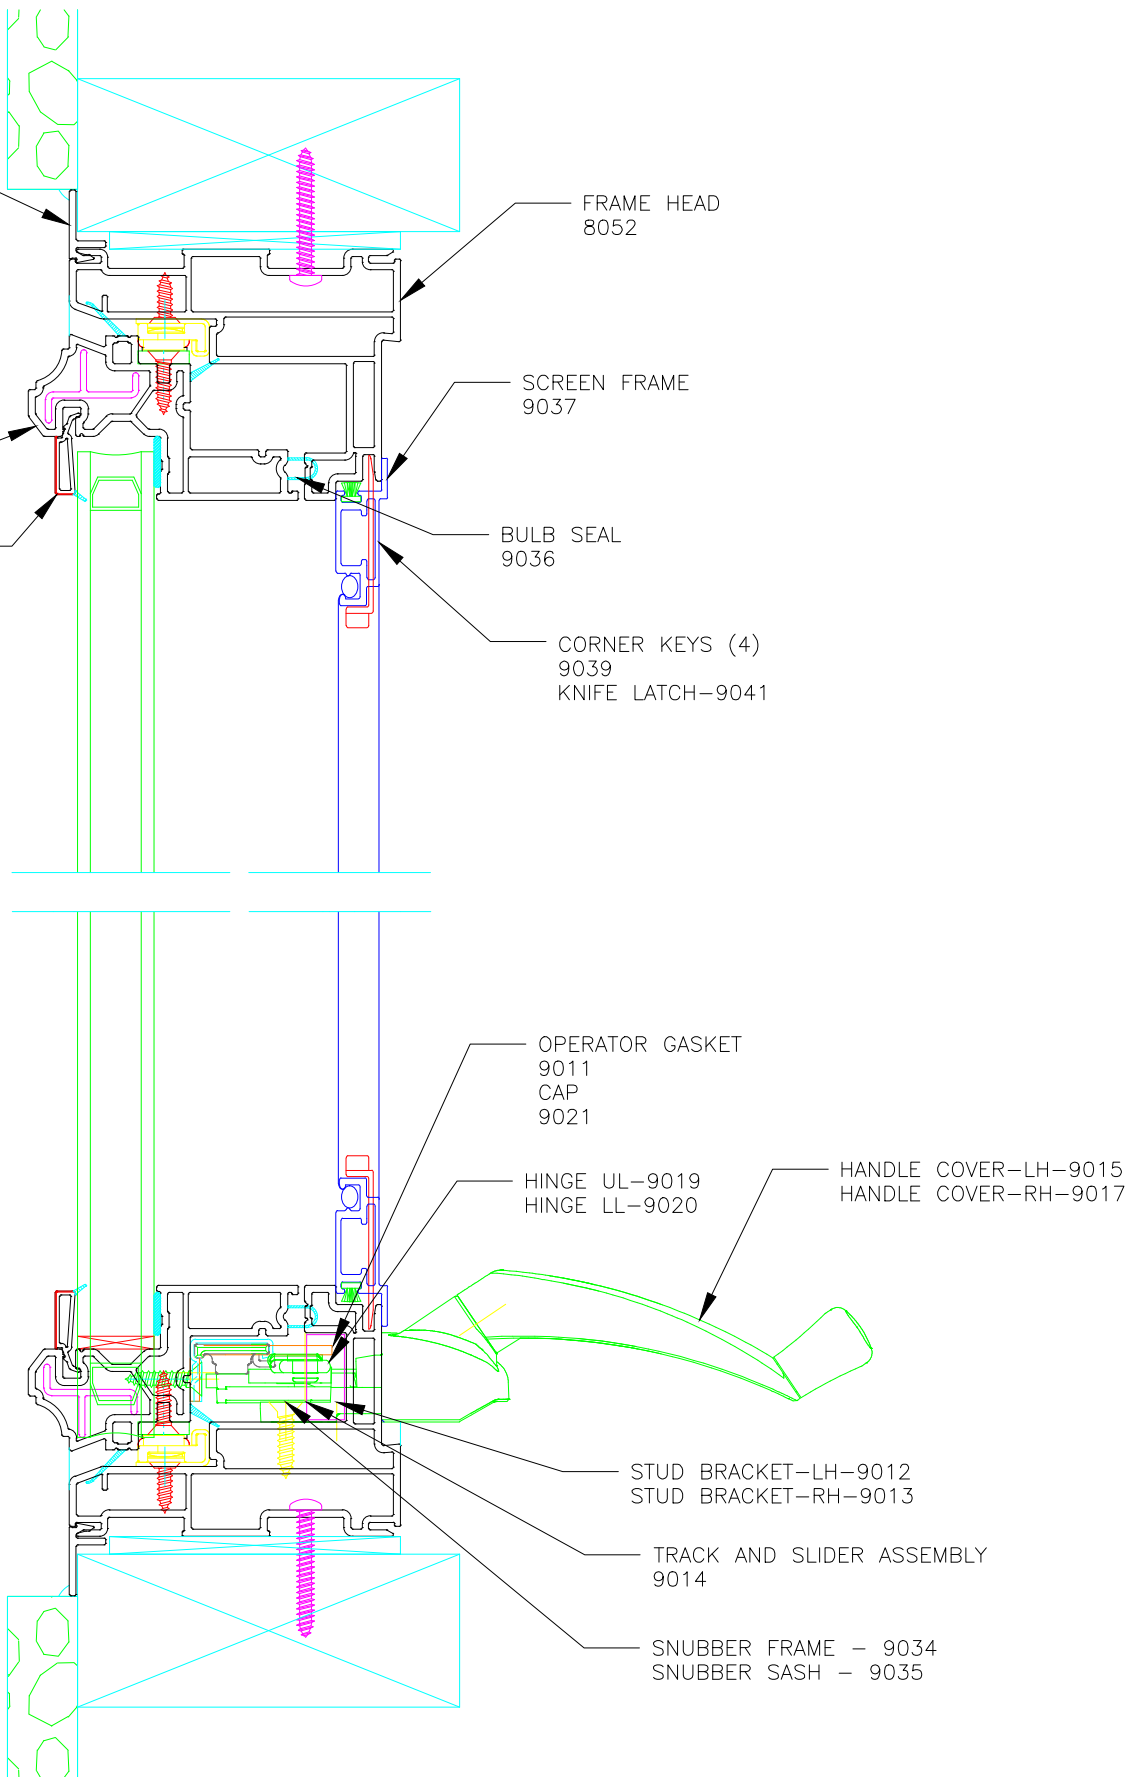 FRAME HEAD
8052
SCREEN FRAME
9037
BULB SEAL
9036
CORNER KEYS (4)
9039
KNIFE LATCH-9041
OPERATOR GASKET
9011
CAP
9021
HINGE UL-9019
HINGE LL-9020
HANDLE COVER-LH-9015
HANDLE COVER-RH-9017
STUD BRACKET-LH-9012
STUD BRACKET-RH-9013
TRACK AND SLIDER ASSEMBLY
9014
SNUBBER FRAME - 9034
SNUBBER SASH - 9035